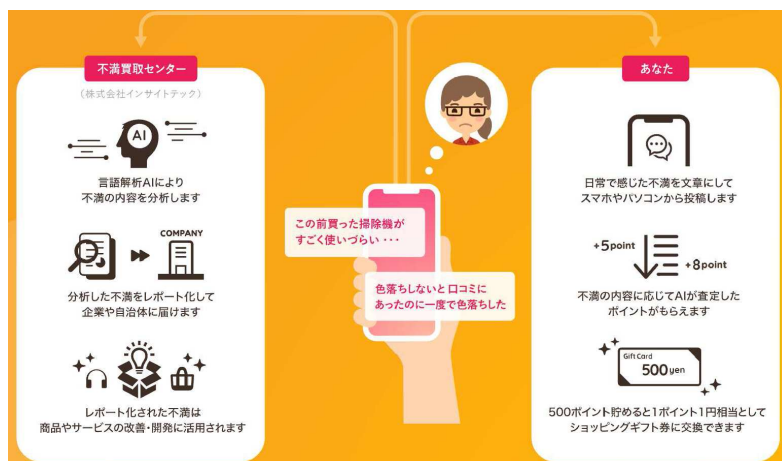 不満買取センター
(株式会社インサイトテック)
AI
言語解析AIにより
不満の内容を分析します
COMPANY
分析した不満をレポート化して
企業や自治体に届けます
レポート化された不満は
商品やサービスの改善・開発に活用されます
この前買った掃除機が
すごく使いづらい・・・
色落ちしないと口コミに
あったのに一度で色落ちした
あなた
日常で感じた不満を文章にして
スマホやパソコンから投稿します
+5point
+8point
不満の内容に応じてAIが査定した
ポイントがもらえます
Gift Card
500yen
500ポイント貯めると1ポイント1円相当として
ショッピングギフト券に交換できます